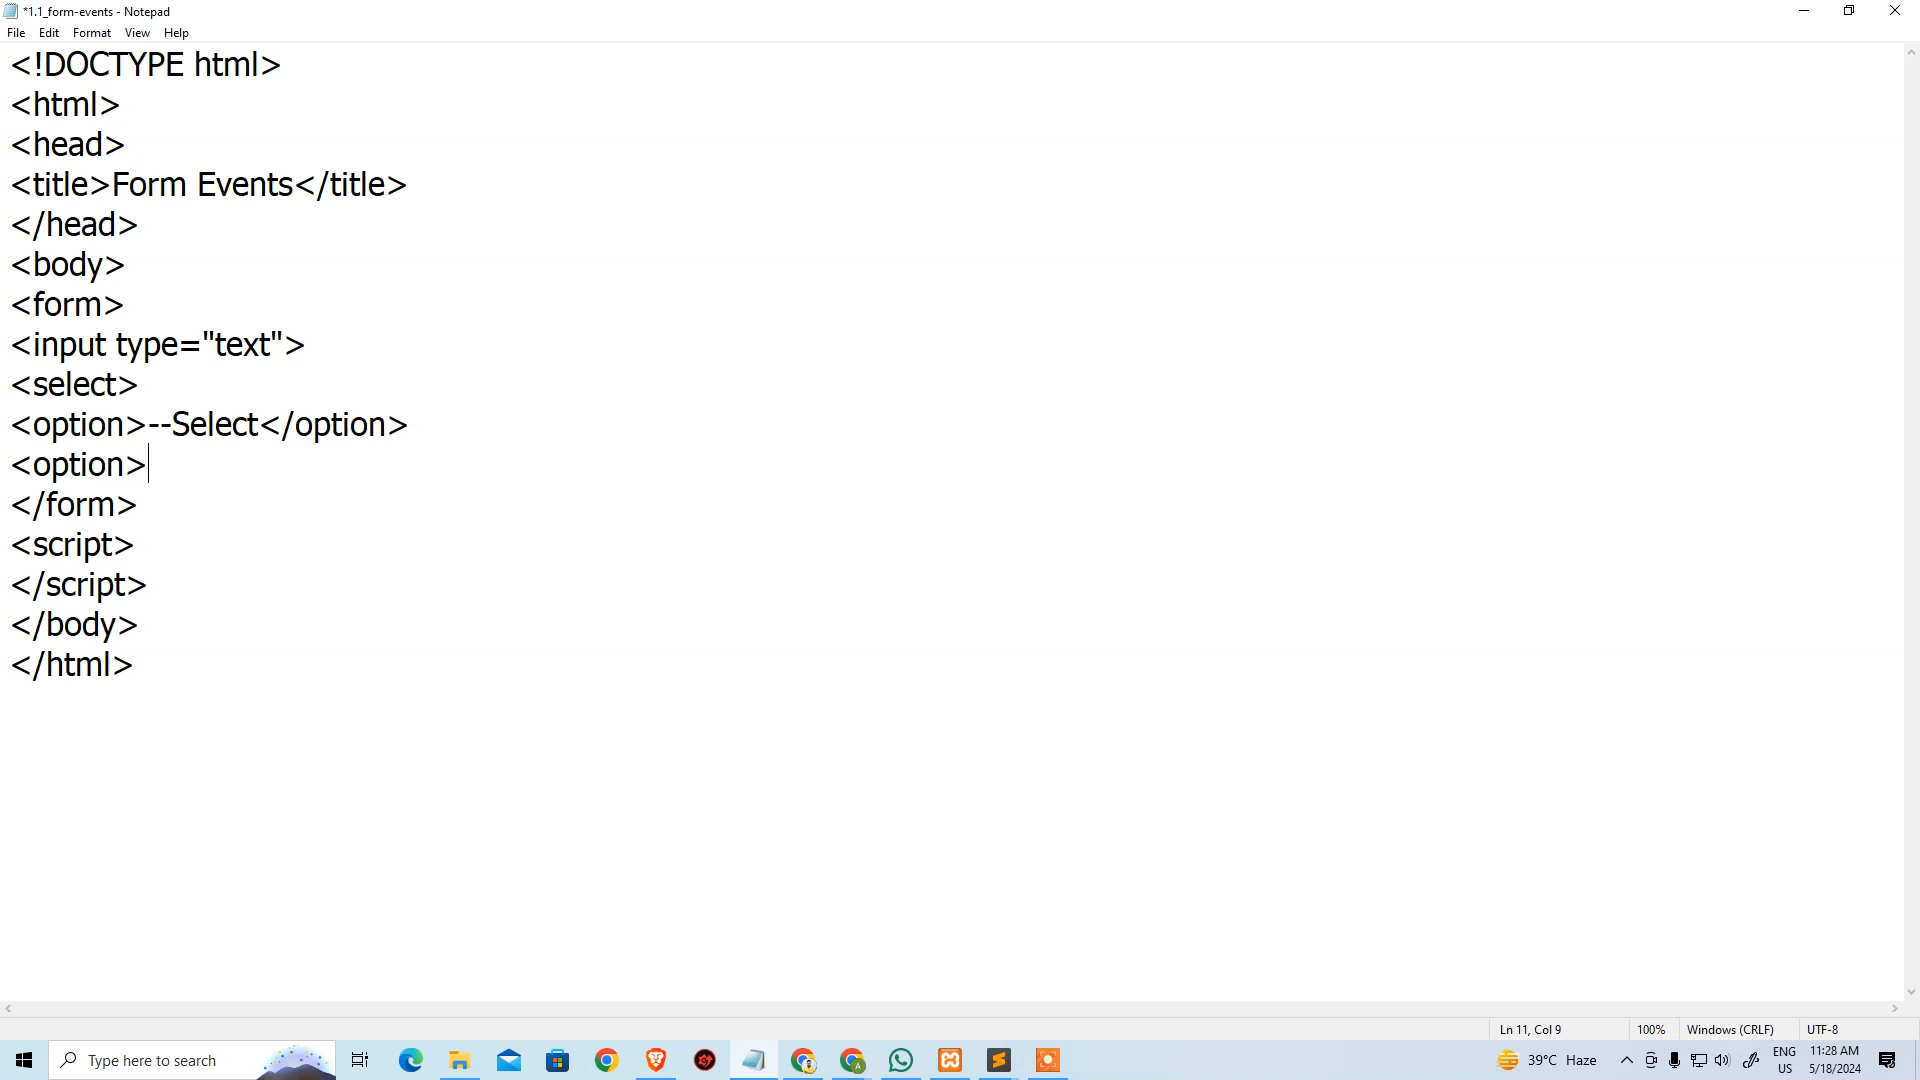 *1.1_form-events - Notepad
File Edit Format View Help
<!DOCTYPE html>
<html>
<head>
<title>Form Events</title>
</head>
<body>
<form>
<input type="text">
<select>
<option>--Select</option>
<option>
</form>
<script>
</script>
</body>
</html>
Ln 11, Col 9 100% Windows (CRLF) UTF-8
Type here to search 39°C Haze ENG US 11:28 AM 5/18/2024